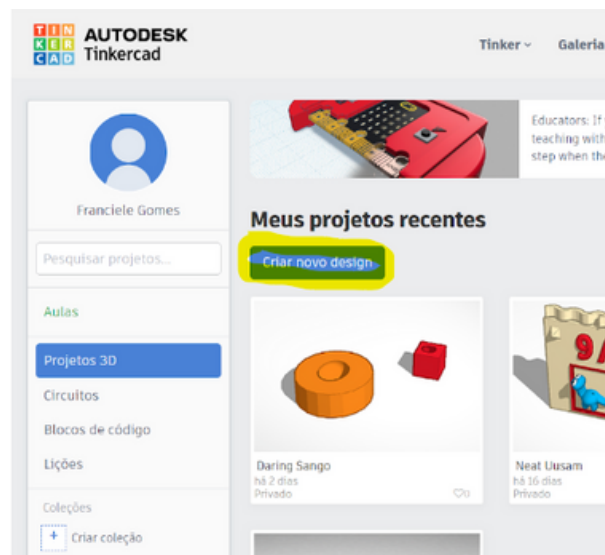 TIN
KER
CAD
AUTODESK
Tinkercad
Tinker
Galeria
Educators: If
teaching with
step when the
Franciele Gomes
Meus projetos recentes
Pesquisar projetos...
Criar novo design
Aulas
Projetos 3D
Circuitos
Blocos de código
Lições
Coleções
+ Criar coleção
Daring Sango
há 2 dias
Privado
0
Neat Uusam
há 16 dias
Privado
9